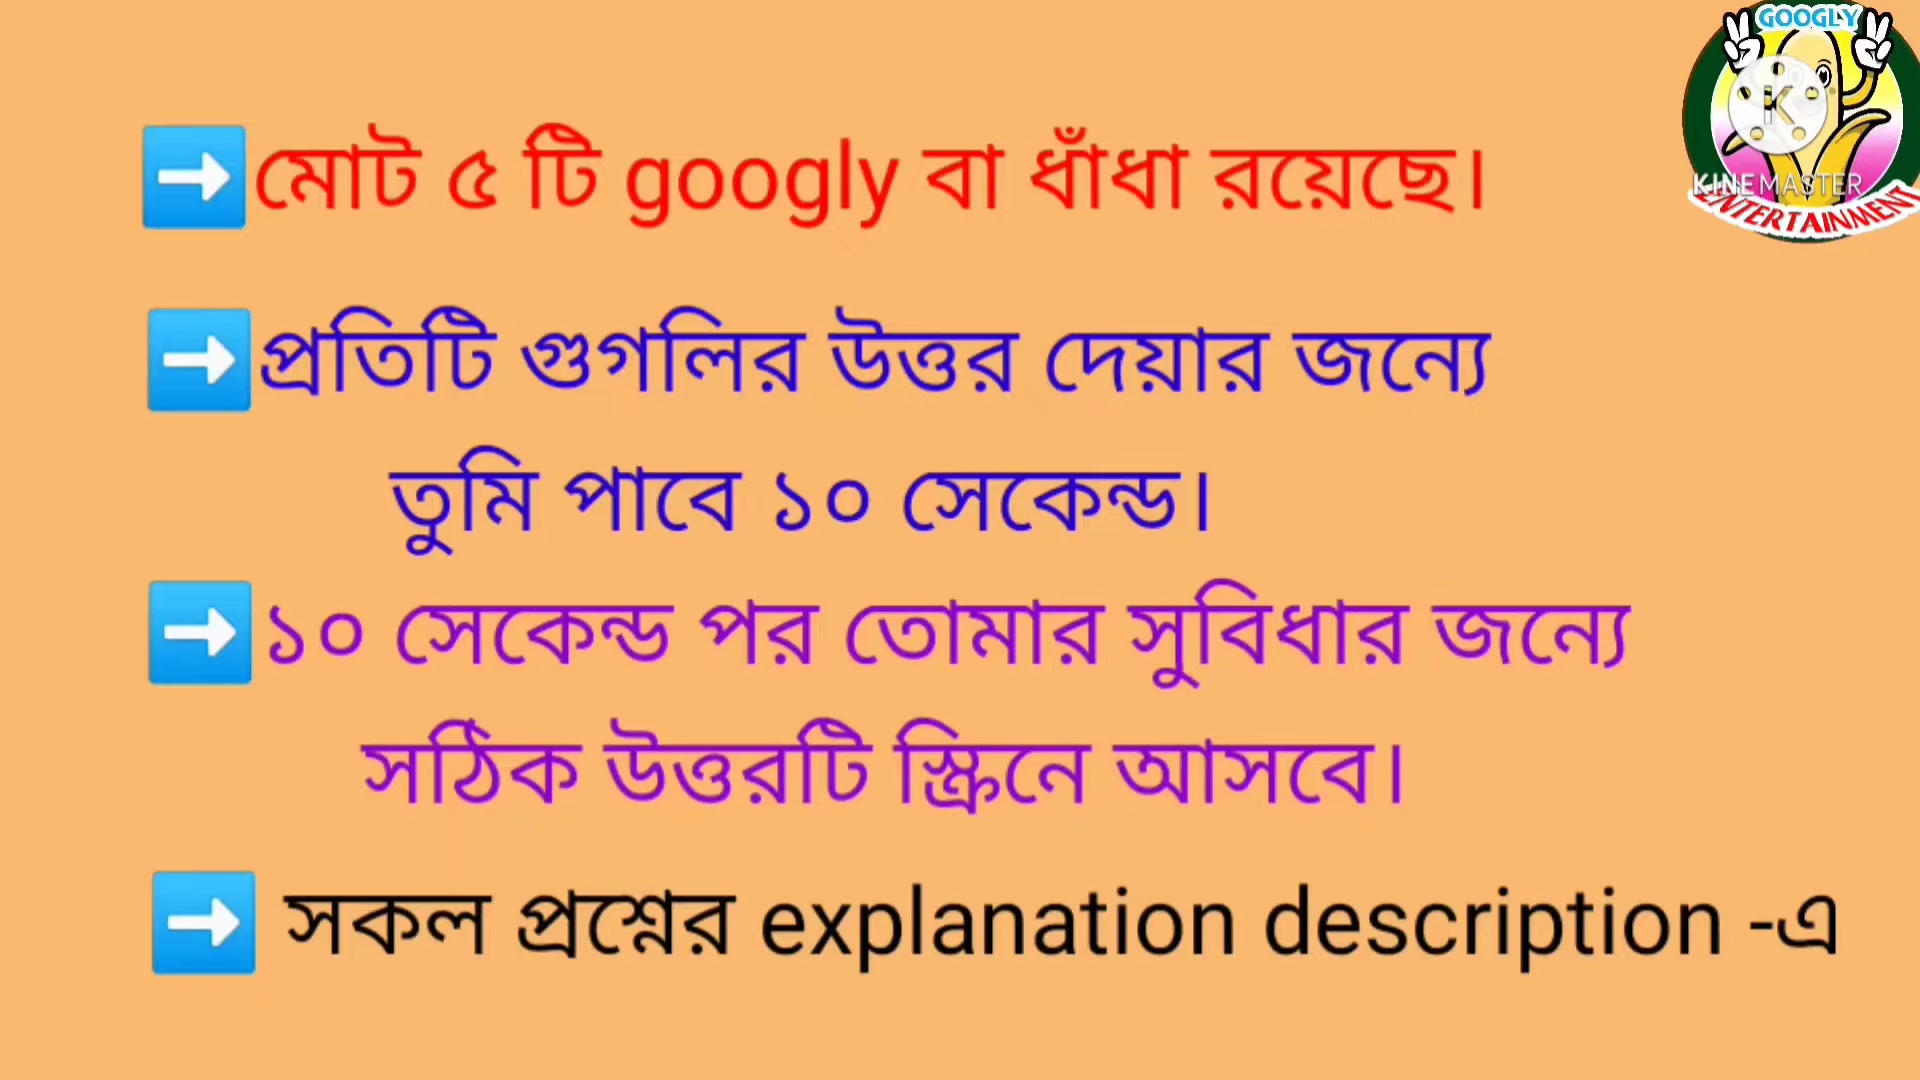 GOOGLY
KINEMASTER
ENTERTAINMENT
➡মোট ৫ টি googly বা ধাঁধা রয়েছে।
➡প্রতিটি গুগলির উত্তর দেয়ার জন্যে
তুমি পাবে ১০ সেকেন্ড।
➡১০ সেকেন্ড পর তোমার সুবিধার জন্যে
সঠিক উত্তরটি স্ক্রিনে আসবে।
➡ সকল প্রশ্নের explanation description -এ